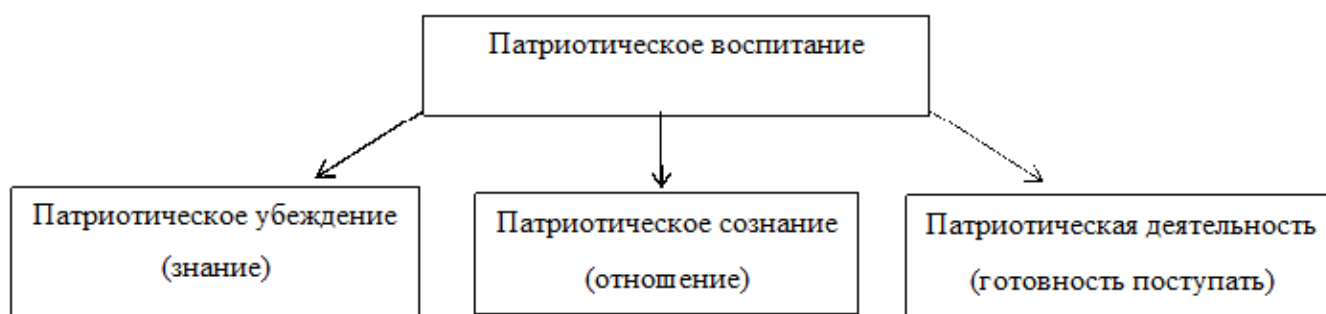 Патриотическое воспитание
Патриотическое убеждение
(знание)
Патриотическое сознание
(отношение)
Патриотическая деятельность
(готовность поступать)